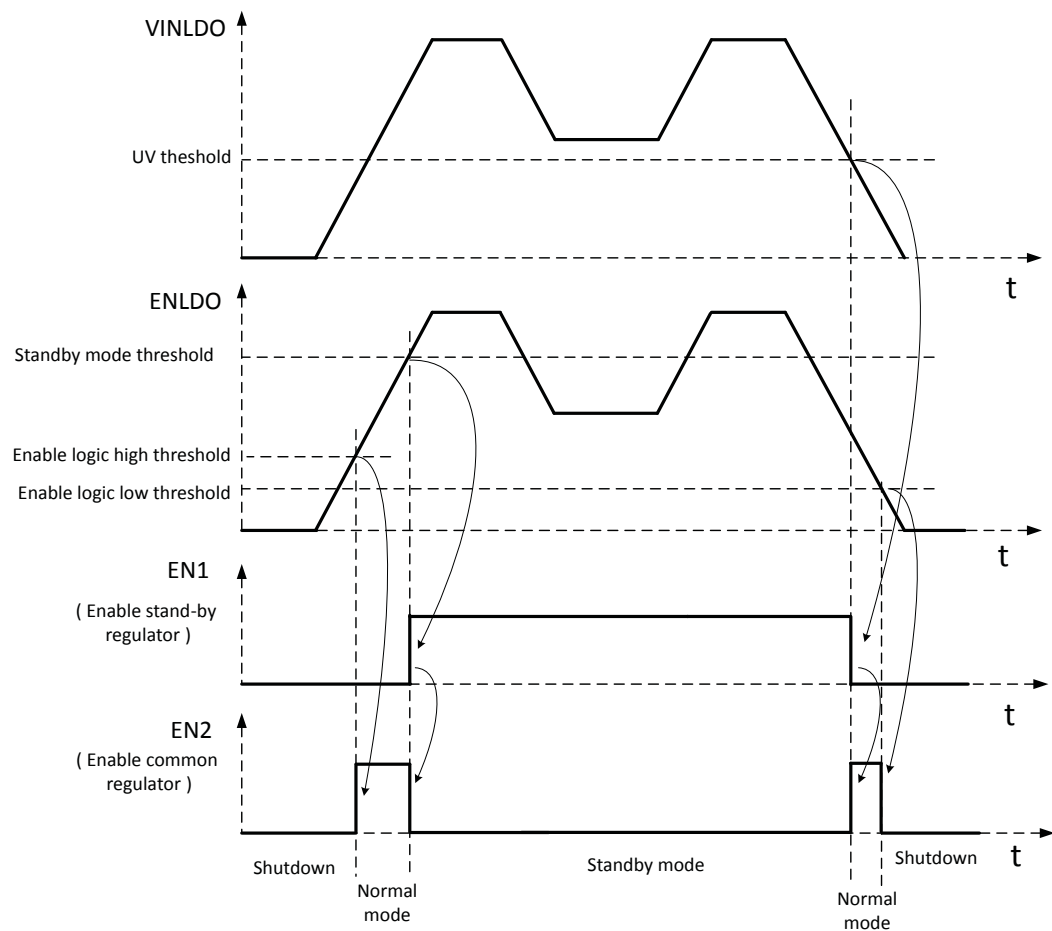 VINLDO
UV theshold
t
ENLDO
Standby mode threshold
Enable logic high threshold
Enable logic low threshold
t
EN1
( Enable stand-by
regulator )
t
EN2
( Enable common
regulator )
t
Shutdown
Normal
mode
Standby mode
Normal
mode
Shutdown